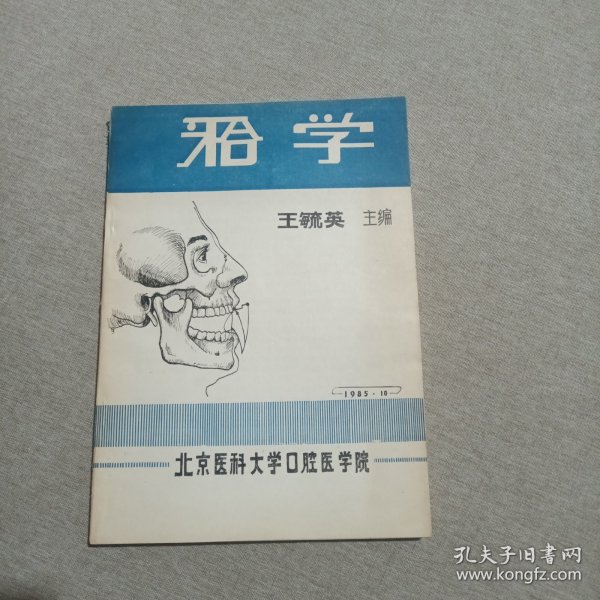 𬌗学
王毓英 主编
1985·10
北京医科大学口腔医学院
孔夫子旧书网
www.kongfz.com